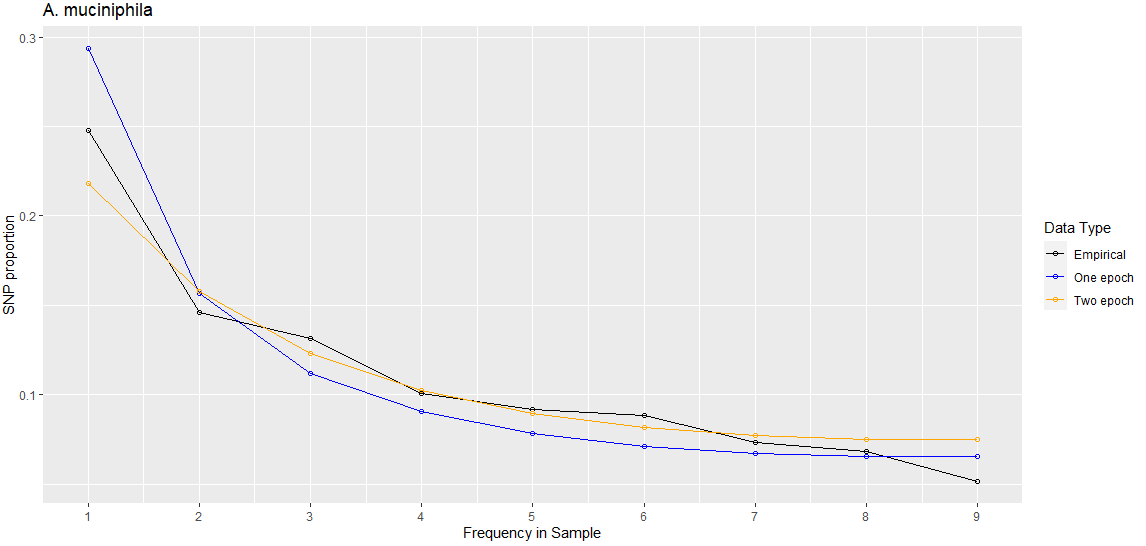 A. muciniphila
SNP proportion
0.3
0.2
0.1
1 2 3 4 5 6 7 8 9
Frequency in Sample
Data Type
Empirical
One epoch
Two epoch